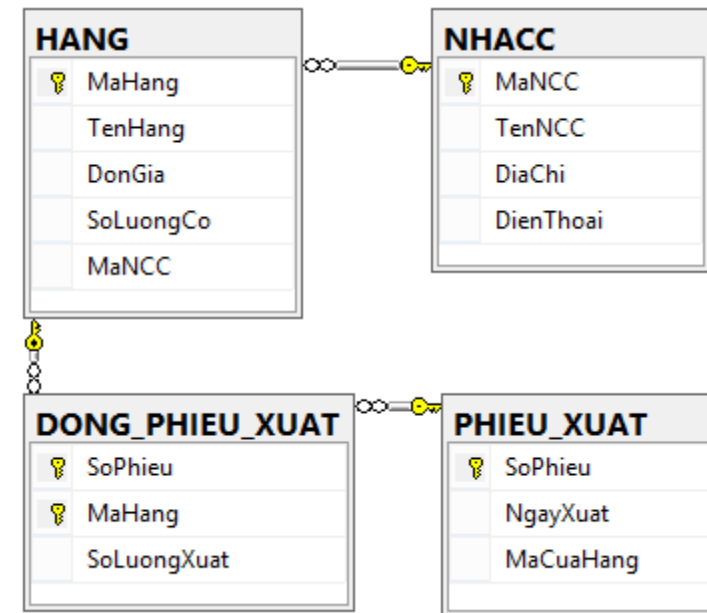 HANG
MaHang
TenHang
DonGia
SoLuongCo
MaNCC
NHACC
MaNCC
TenNCC
DiaChi
DienThoai
DONG_PHIEU_XUAT
SoPhieu
MaHang
SoLuongXuat
PHIEU_XUAT
SoPhieu
NgayXuat
MaCuaHang